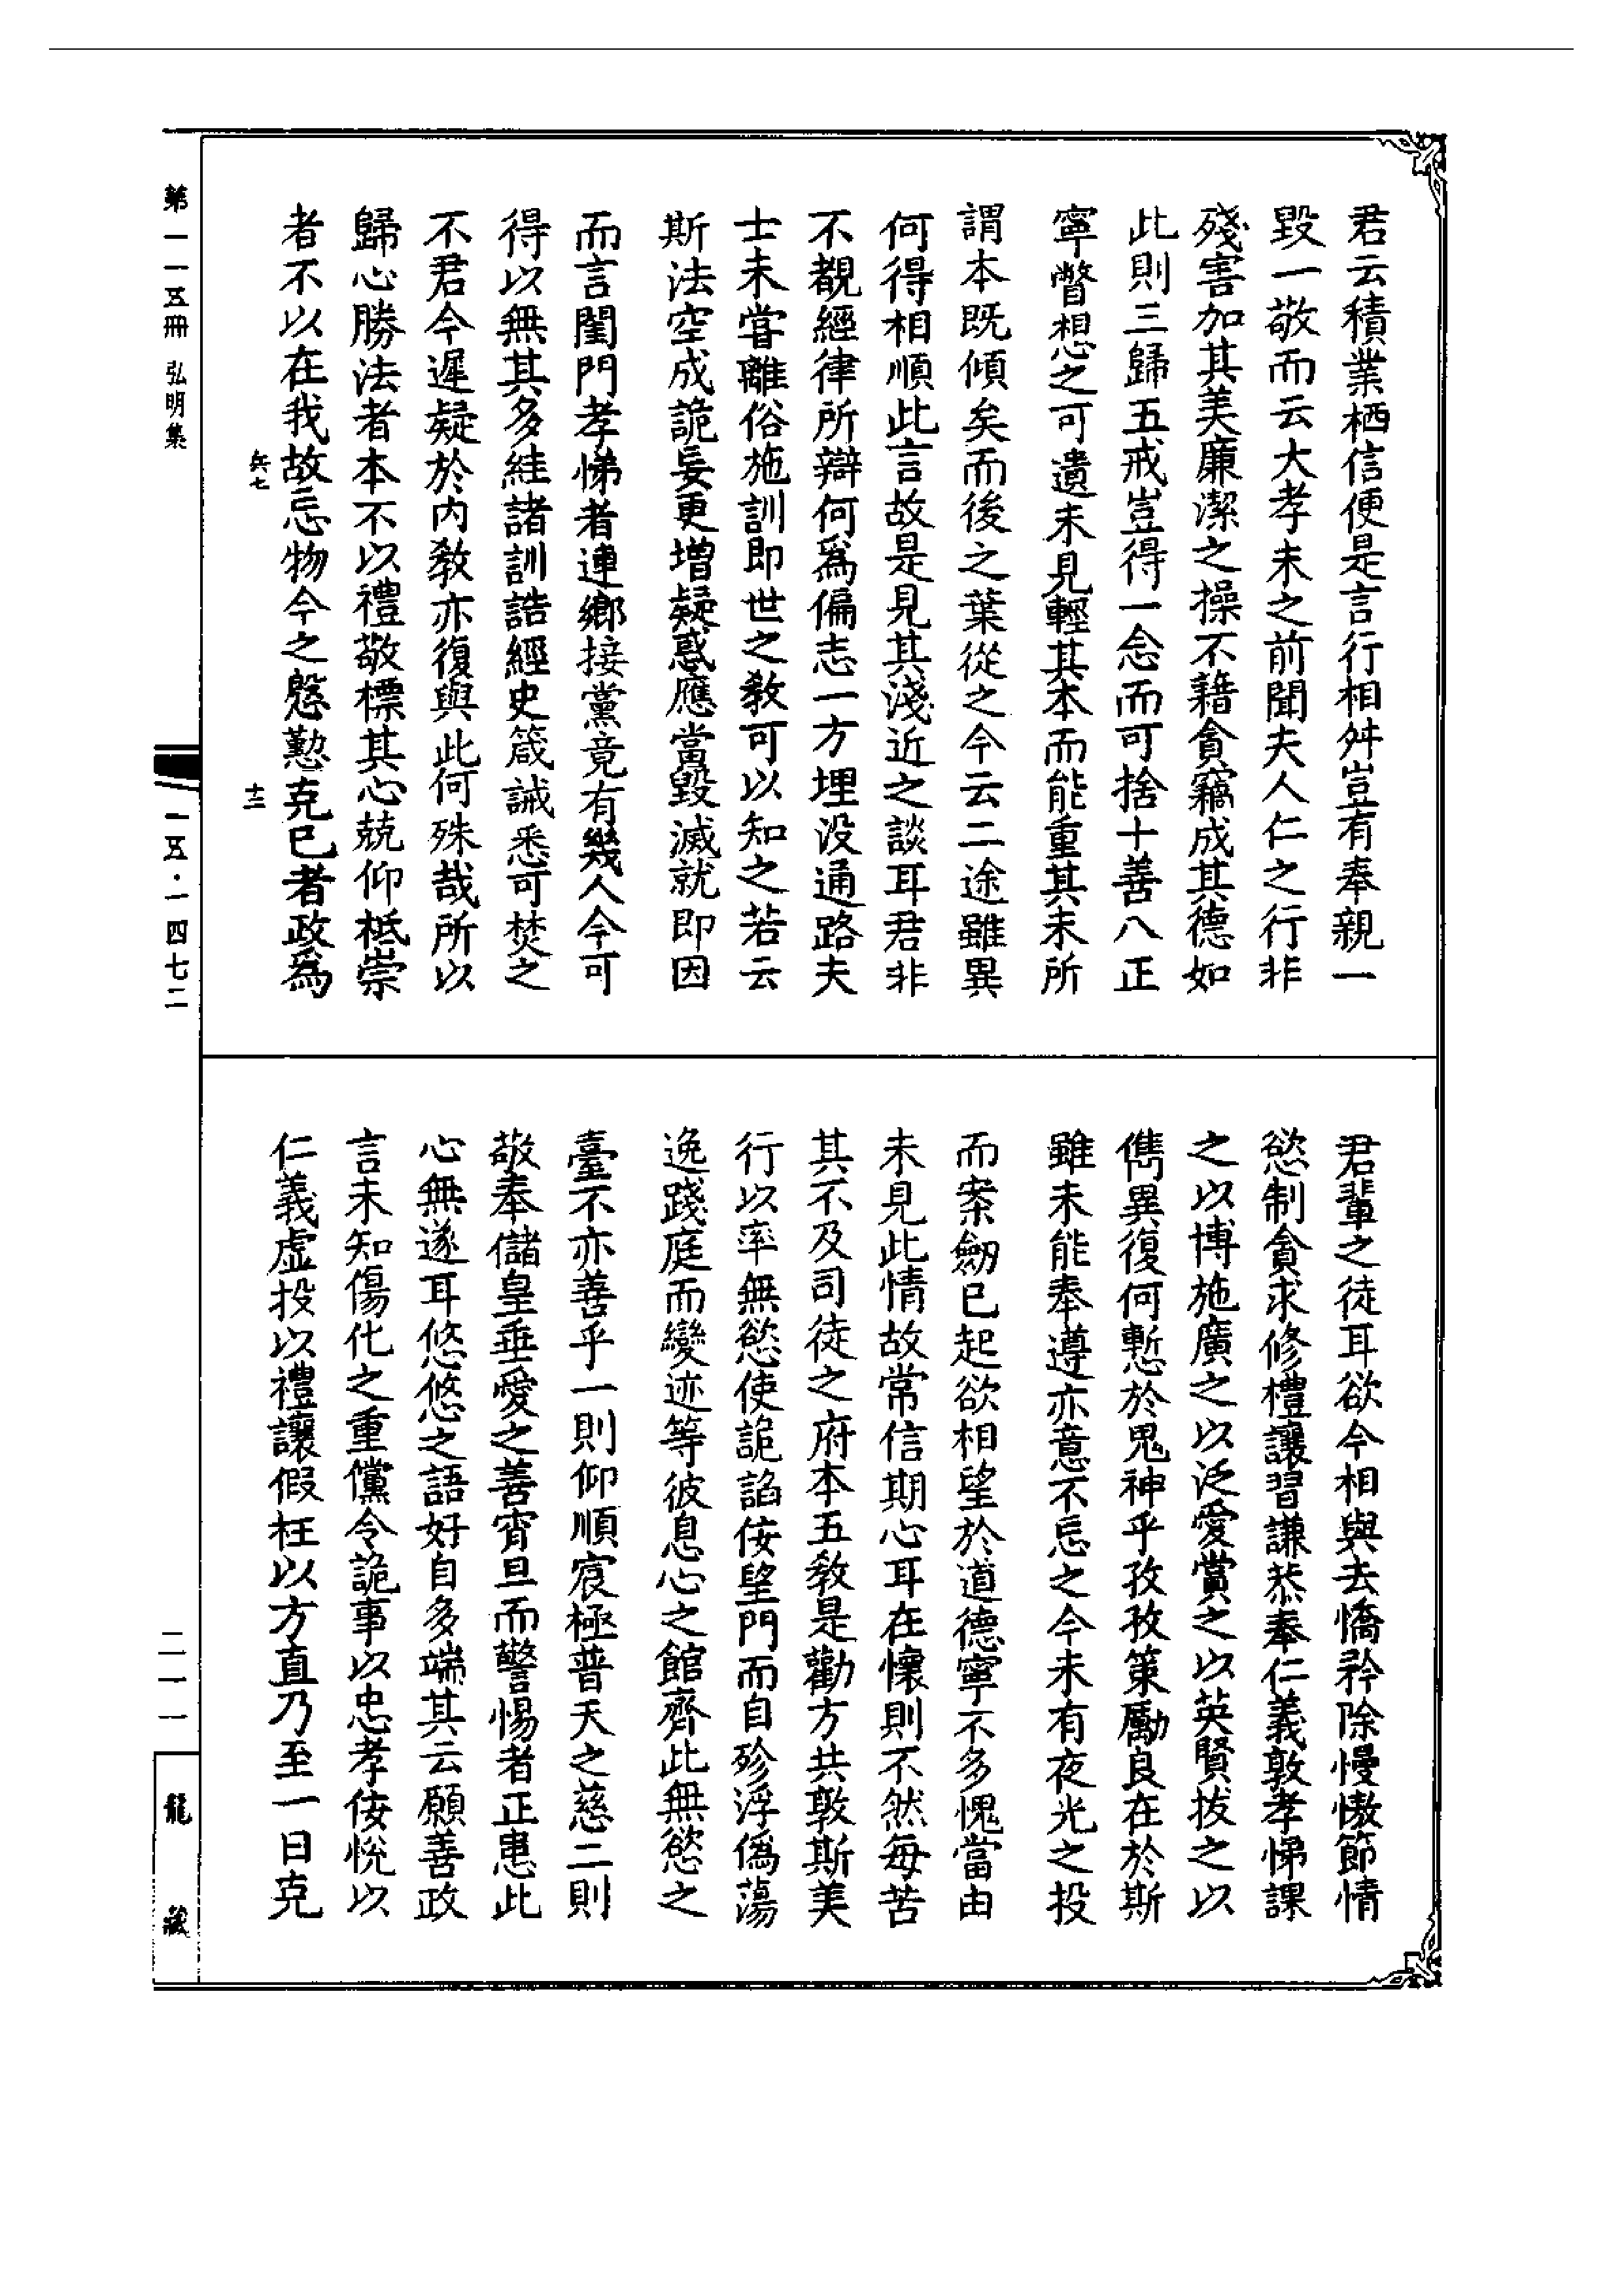 君云積業栖信便是言行相舛豈有奉親一
毀一敬而云大孝未之前聞夫人仁之行非
殘害加其美廉潔之操不藉貪竊成其德如
此則三歸五戒豈得一念而可捨十善八正
寧瞥想之可遺未見輕其本而能重其末所
謂本既傾矣而後之葉從之今云二途雖異
何得相順此言故是見其淺近之談耳君非
不覩經律所辯何爲偏志一方埋没通路夫
士未甞離俗施訓即世之教可以知之若云
斯法空成詭妄更增疑惑應當毀滅就即因
而言閨門孝悌者連鄉接黨竟有幾人今可
得以無其多絓諸訓誥經史箴誡悉可焚之
不君今遲疑於内教亦復與此何殊哉所以
歸心勝法者本不以禮敬標其心兢仰祇崇
者不以在我故忘物今之慇懃克已者政爲
君輩之徒耳欲令相與去憍矜除慢慠節情
慾制貪求修禮讓習謙恭奉仁義敦孝悌課
之以博施廣之以泛愛賞之以英賢拔之以
儁異復何慙於鬼神乎孜孜策勵良在於斯
雖未能奉遵亦意不忘之今未有夜光之投
而案劒已起欲相望於道德寧不多愧當由
未見此情故常信期心耳在懷則不然每苦
其不及司徒之府本五教是勸方共敦斯美
行以率無慾使詭諂佞望門而自殄浮僞蕩
逸踐庭而變迹等彼息心之館齊此無慾之
臺不亦善乎一則仰順宸極普天之慈二則
敬奉儲皇垂愛之善宵旦而警惕者正患此
心無遂耳悠悠之語好自多端其云願善政
言未知傷化之重儻令詭事以忠孝佞悅以
仁義虚投以禮讓假枉以方直乃至一日克
兵七
十三
第一一五冊 弘明集
一五·一四七二
二一一
龍藏